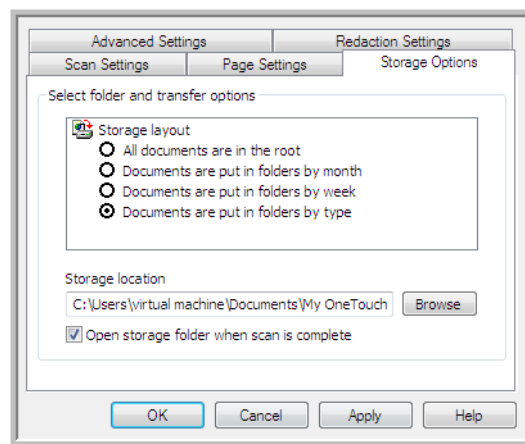 Advanced Settings Redaction Settings
Scan Settings Page Settings Storage Options
Select folder and transfer options
Storage layout
All documents are in the root
Documents are put in folders by month
Documents are put in folders by week
Documents are put in folders by type
Storage location
C:\Users\virtual machine\Documents\My OneTouch Browse
Open storage folder when scan is complete
OK Cancel Apply Help